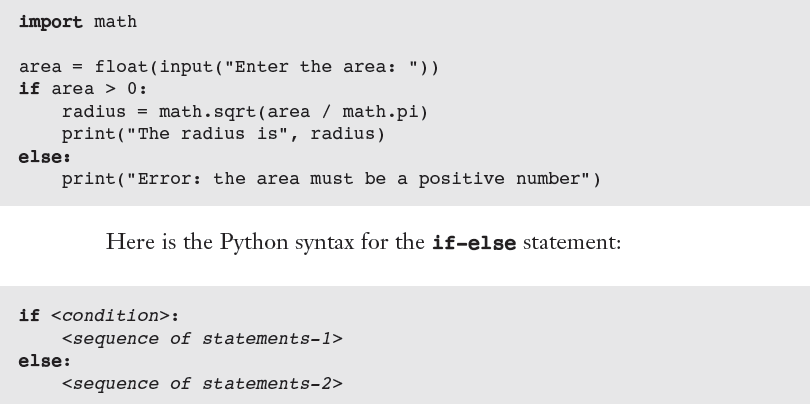 import math
area = float(input("Enter the area: "))
if area > 0:
    radius = math.sqrt(area / math.pi)
    print("The radius is", radius)
else:
    print("Error: the area must be a positive number")
Here is the Python syntax for the if-else statement:
if <condition>:
    <sequence of statements-1>
else:
    <sequence of statements-2>